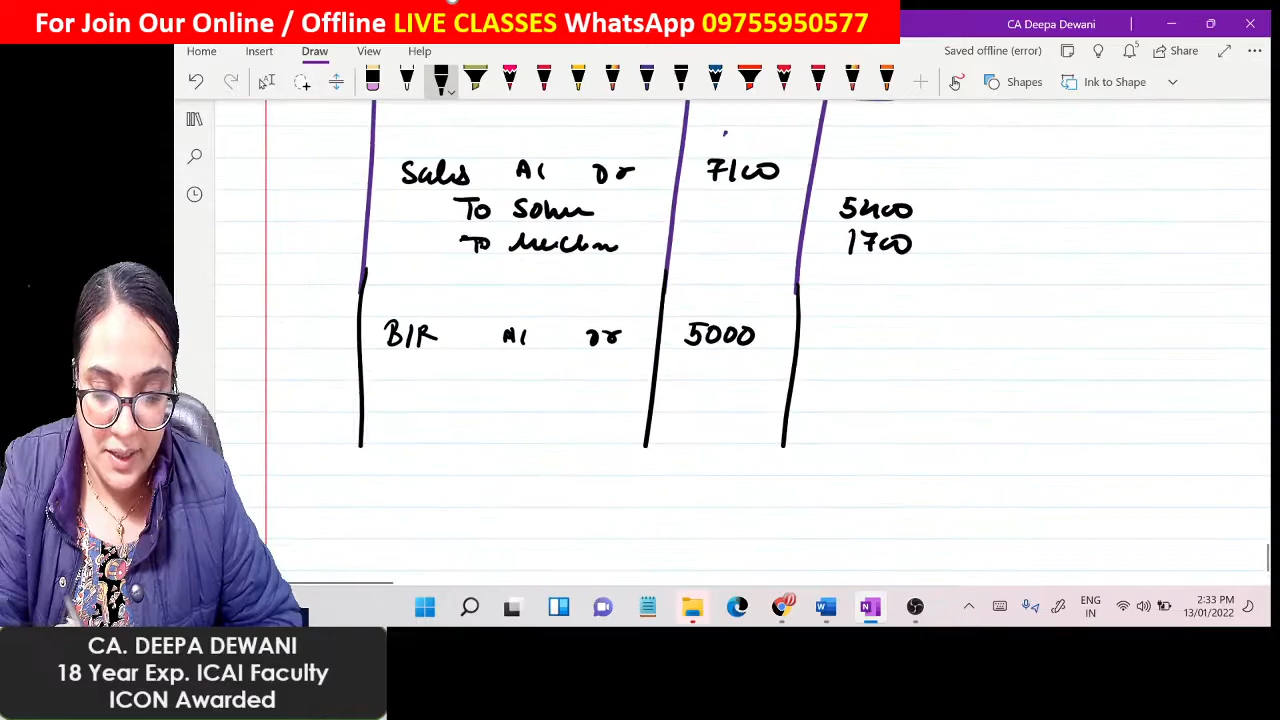 For Join Our Online / Offline LIVE CLASSES WhatsApp 09755950577
CA Deepa Dewani
Home Insert Draw View Help
Saved offline (error)
Share
Shapes
Ink to Shape
Sales A/c Dr 7100
To 5400
To 1700
B/R A/c Dr 5000
ENG
IN
2:33 PM
13/01/2022
CA. DEEPA DEWANI
18 Year Exp. ICAI Faculty
ICON Awarded